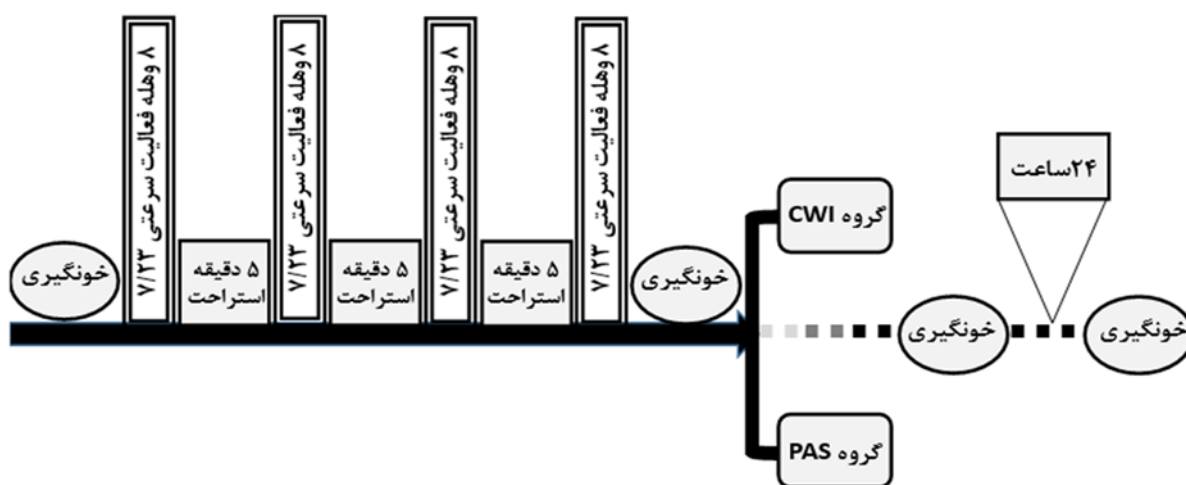 خونگیری
۸ وهله فعالیت سرعتی ۷/۲۳
۵ دقیقه
استراحت
۸ وهله فعالیت سرعتی ۷/۲۳
۵ دقیقه
استراحت
۸ وهله فعالیت سرعتی ۷/۲۳
۵ دقیقه
استراحت
۸ وهله فعالیت سرعتی ۷/۲۳
خونگیری
گروه CWI
گروه PAS
خونگیری
۲۴ساعت
خونگیری